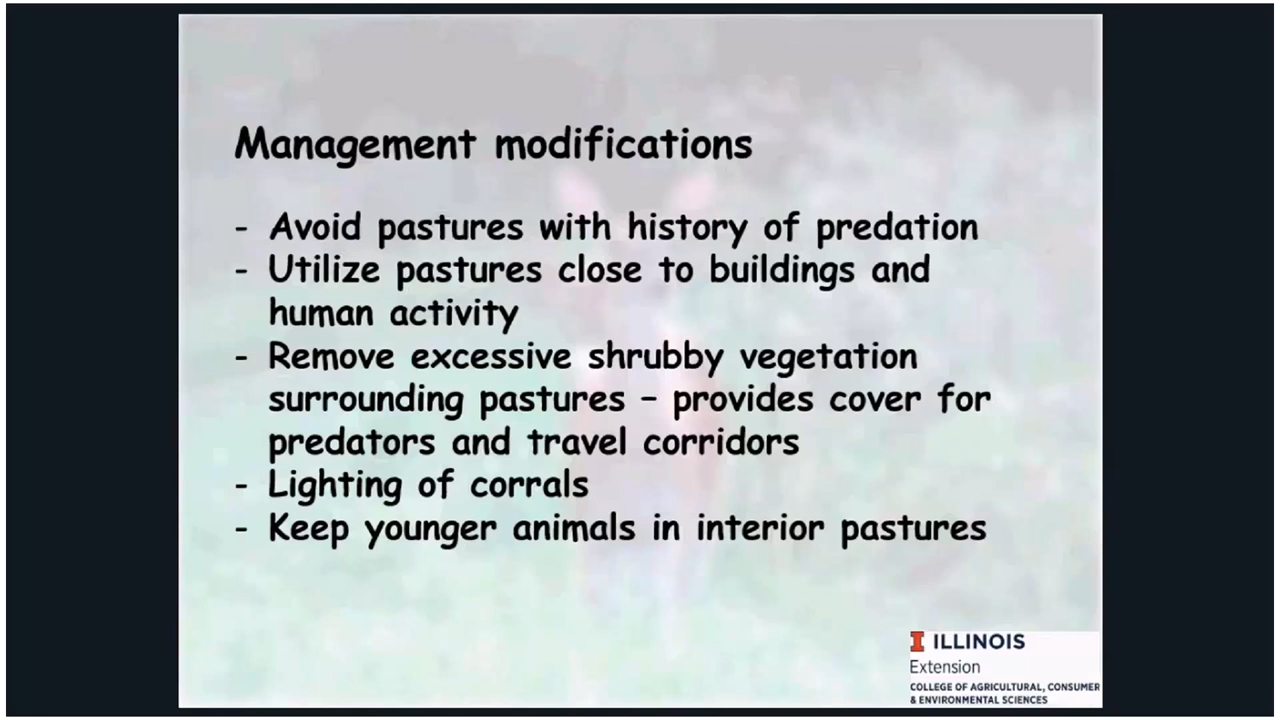 Management modifications
- Avoid pastures with history of predation
- Utilize pastures close to buildings and
human activity
- Remove excessive shrubby vegetation
surrounding pastures – provides cover for
predators and travel corridors
- Lighting of corrals
- Keep younger animals in interior pastures
I ILLINOIS
Extension
COLLEGE OF AGRICULTURAL, CONSUMER
& ENVIRONMENTAL SCIENCES